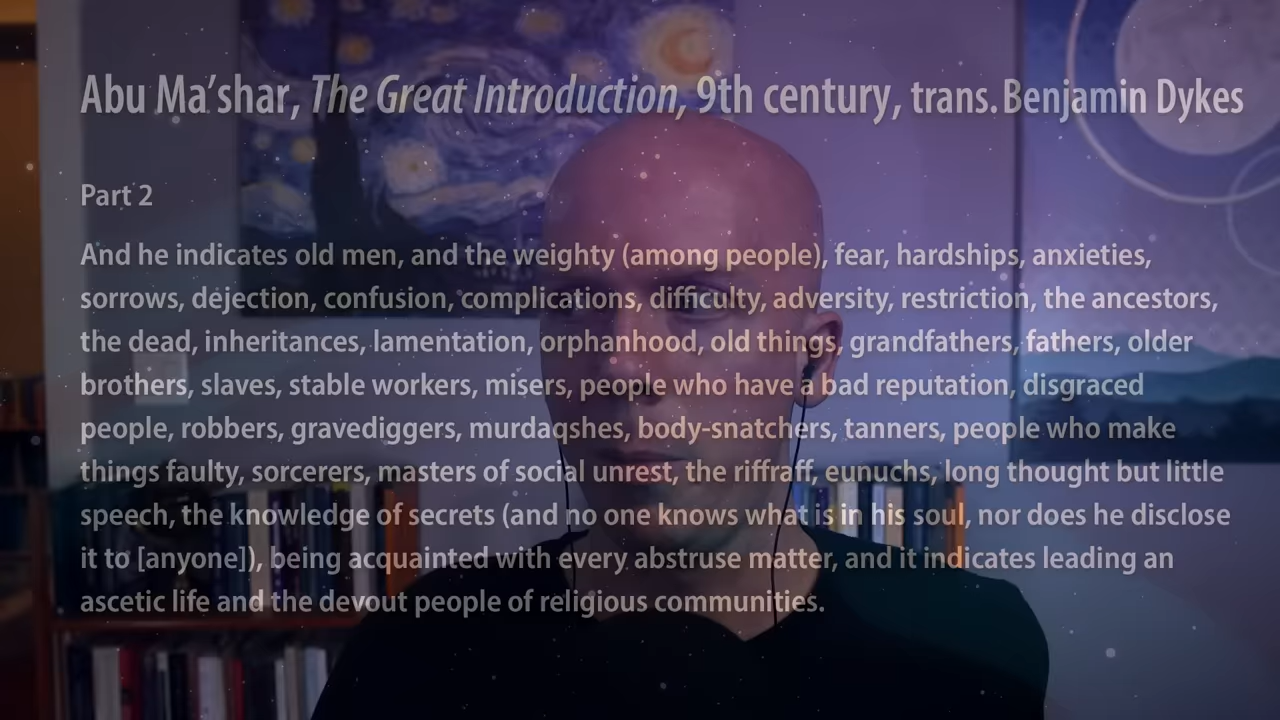 Abu Ma’shar, The Great Introduction, 9th century, trans. Benjamin Dykes
Part 2
And he indicates old men, and the weighty (among people), fear, hardships, anxieties,
sorrows, dejection, confusion, complications, difficulty, adversity, restriction, the ancestors,
the dead, inheritances, lamentation, orphanhood, old things, grandfathers, fathers, older
brothers, slaves, stable workers, misers, people who have a bad reputation, disgraced
people, robbers, gravediggers, murdaqshes, body-snatchers, tanners, people who make
things faulty, sorcerers, masters of social unrest, the riffraff, eunuchs, long thought but little
speech, the knowledge of secrets (and no one knows what is in his soul, nor does he disclose
it to [anyone]), being acquainted with every abstruse matter, and it indicates leading an
ascetic life and the devout people of religious communities.